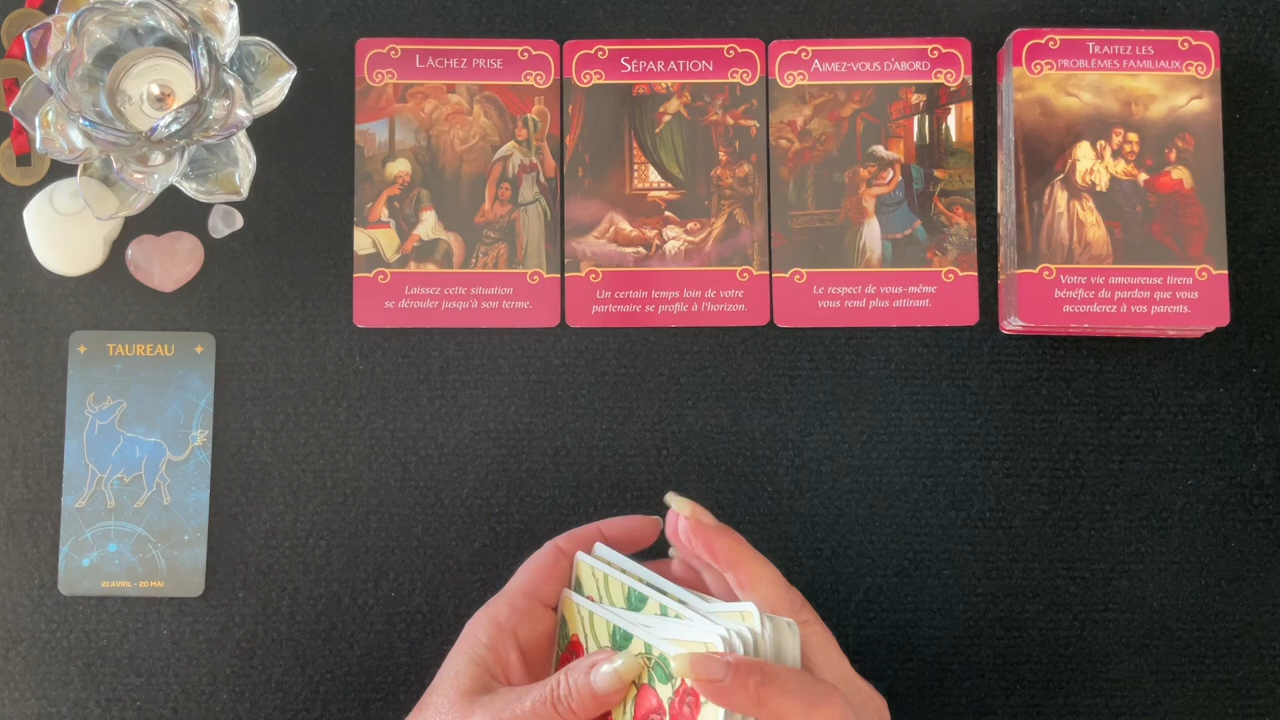 LÂCHEZ PRISE
Laissez cette situation
se dérouler jusqu'à son terme.
SÉPARATION
Un certain temps loin de votre
partenaire se profile à l'horizon.
AIMEZ-VOUS D'ABORD
Le respect de vous-même
vous rend plus attirant.
TRAITEZ LES
PROBLÈMES FAMILIAUX
Votre vie amoureuse tirera
bénéfice du pardon que vous
accorderez à vos parents.
TAUREAU
21 AVRIL - 20 MAI